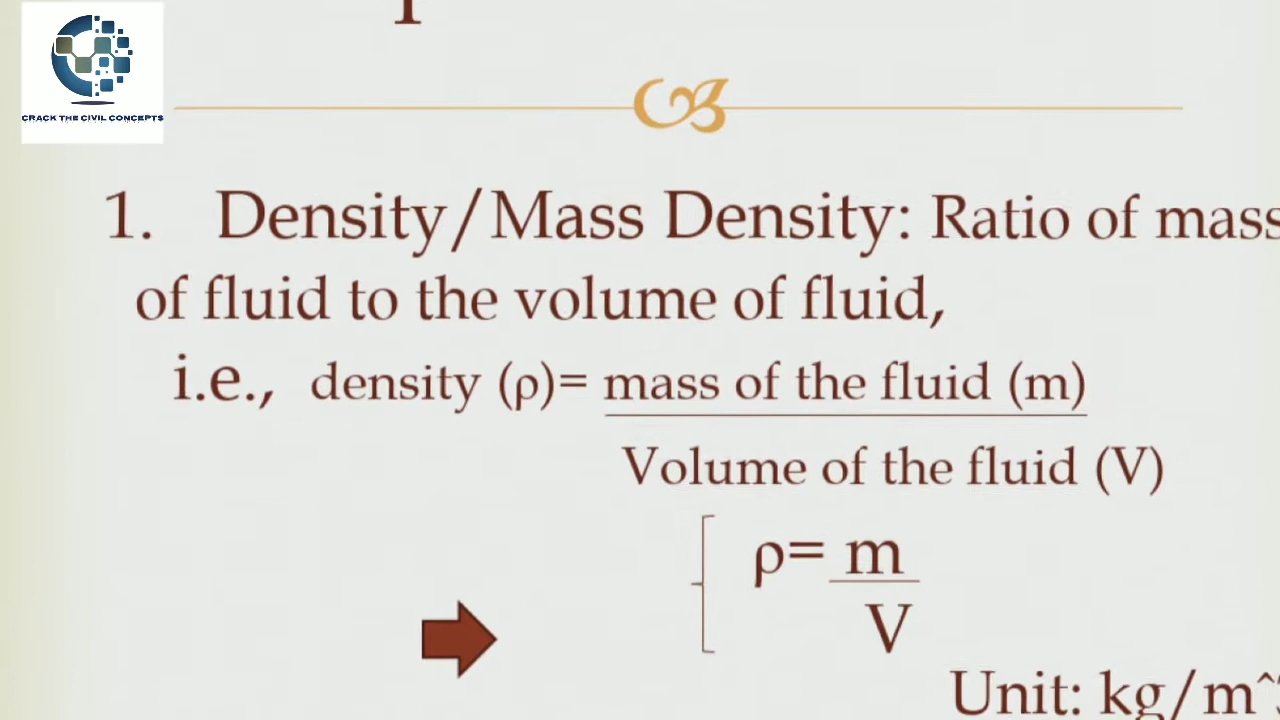 CRACK THE CIVIL CONCEPTS
1. Density/Mass Density: Ratio of mass
of fluid to the volume of fluid,
i.e., density (ρ)= mass of the fluid (m)
Volume of the fluid (V)
ρ= m
V
Unit: kg/m^